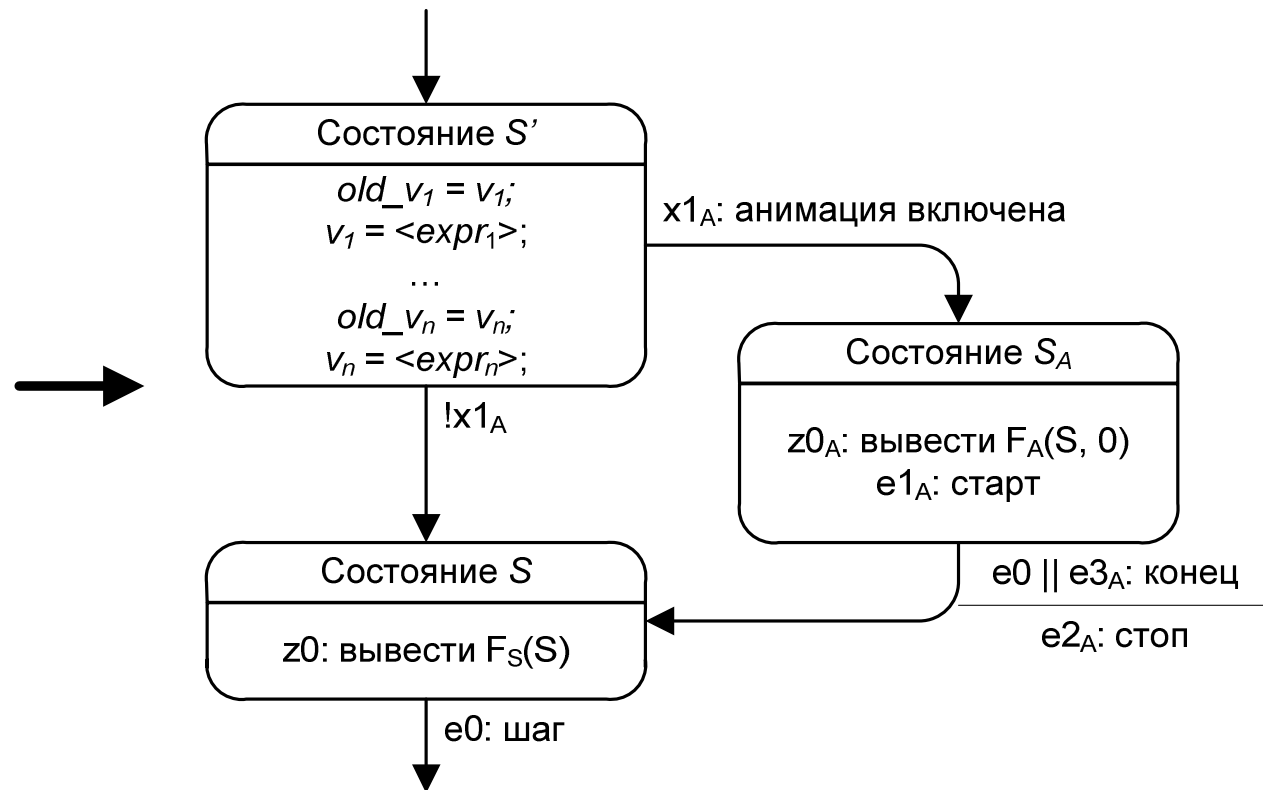 Состояние S’
old_v1 = v1;
v1 = <expr1>;
…
old_vn = vn;
vn = <exprn>;
x1A: анимация включена
Состояние SA
z0A: вывести FA(S, 0)
e1A: старт
!x1A
Состояние S
z0: вывести FS(S)
e0 || e3A: конец
e2A: стоп
e0: шаг